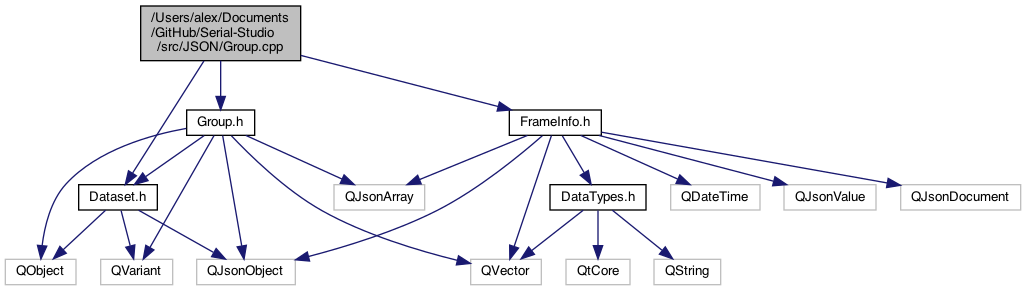 /Users/alex/Documents
/GitHub/Serial-Studio
/src/JSON/Group.cpp
Group.h
FrameInfo.h
Dataset.h
QJsonArray
DataTypes.h
QDateTime
QJsonValue
QJsonDocument
QObject
QVariant
QJsonObject
QVector
QtCore
QString